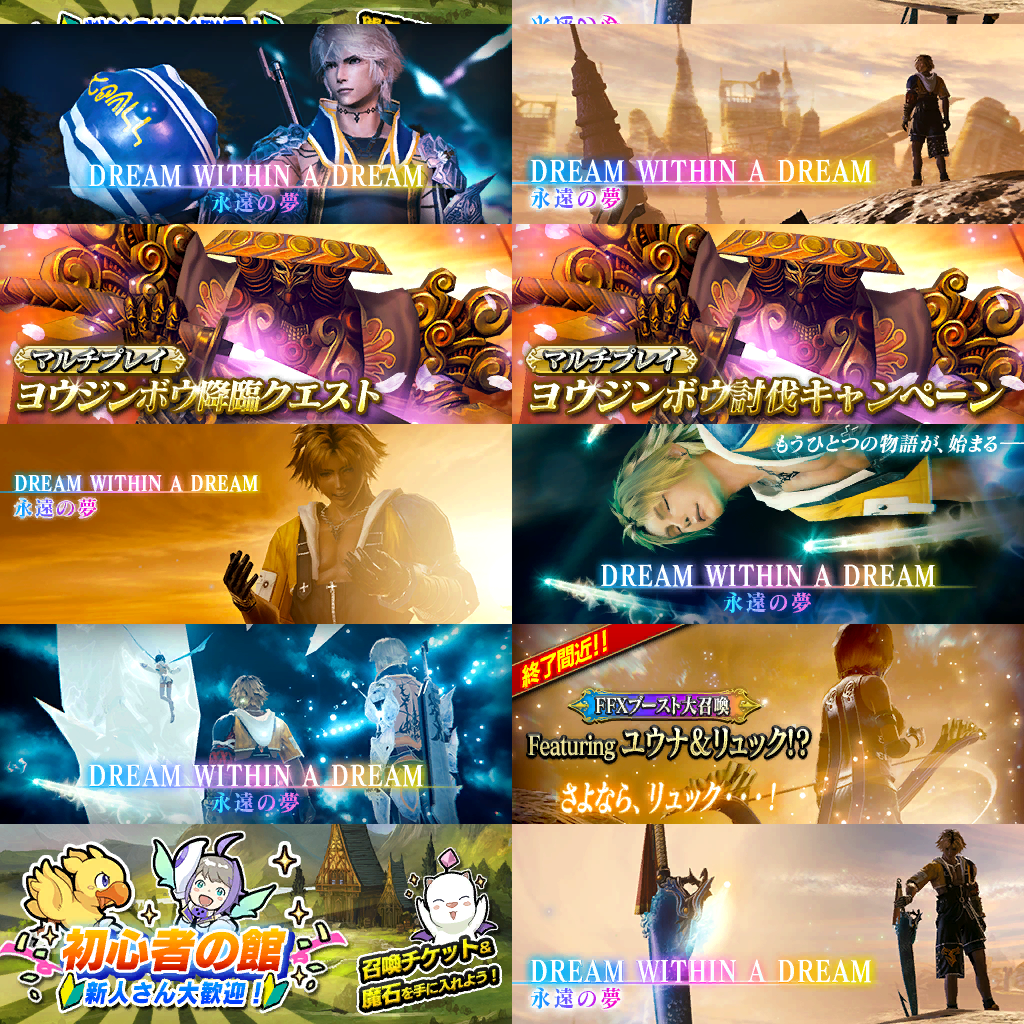 DREAM WITHIN A DREAM
永遠の夢
DREAM WITHIN A DREAM
永遠の夢
マルチプレイ
ヨウジンボウ降臨クエスト
マルチプレイ
ヨウジンボウ討伐キャンペーン
DREAM WITHIN A DREAM
永遠の夢
もうひとつの物語が、始まる──
DREAM WITHIN A DREAM
永遠の夢
DREAM WITHIN A DREAM
永遠の夢
終了間近!!
FFXブースト大召喚
Featuring ユウナ&リュック!?
さよなら、リュック・・・!
初心者の館
新人さん大歓迎!
召喚チケット&
魔石を手に入れよう!
DREAM WITHIN A DREAM
永遠の夢